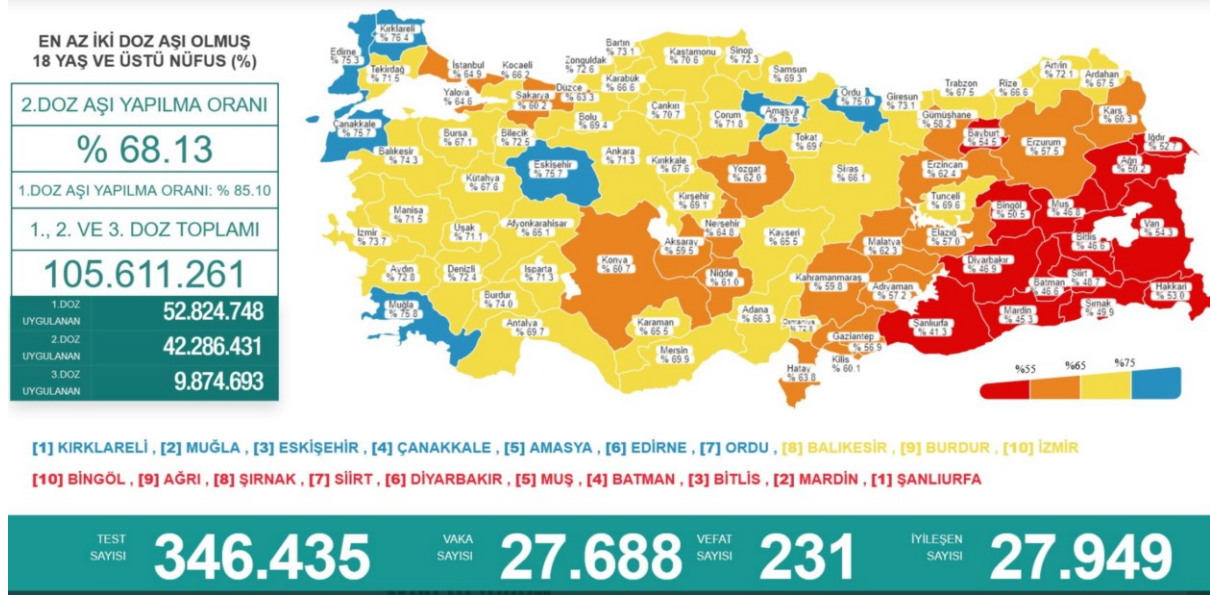 EN AZ İKİ DOZ AŞI OLMUŞ
18 YAŞ VE ÜSTÜ NÜFUS (%)
2.DOZ AŞI YAPILMA ORANI
% 68.13
1.DOZ AŞI YAPILMA ORANI: % 85.10
1., 2. VE 3. DOZ TOPLAMI
105.611.261
1.DOZ
UYGULANAN
52.824.748
2.DOZ
UYGULANAN
42.286.431
3.DOZ
UYGULANAN
9.874.693
Kırklareli
% 76.4
Edirne
% 75.3
Tekirdağ
% 71.5
İstanbul
% 64.9
Kocaeli
% 66.2
Yalova
% 64.6
Sakarya
% 60.2
Düzce
% 63.3
Zonguldak
% 72.6
Bartın
% 73.1
Karabük
% 66.6
Kastamonu
% 70.6
Sinop
% 72.3
Samsun
% 69.3
Ordu
% 75.0
Giresun
% 73.1
Trabzon
% 67.5
Rize
% 66.6
Artvin
% 72.1
Ardahan
% 67.5
Çanakkale
% 75.7
Balıkesir
% 74.3
Bursa
% 67.1
Bilecik
% 72.5
Bolu
% 69.4
Çankırı
% 70.7
Çorum
% 71.8
Amasya
% 75.6
Tokat
% 69
Gümüşhane
% 58.2
Bayburt
% 54.5
Erzurum
% 57.5
Kars
% 60.3
Iğdır
% 52.7
Ağrı
% 50.2
Eskişehir
% 75.7
Ankara
% 71.3
Kırıkkale
% 67.6
Yozgat
% 62.0
Sivas
% 66.1
Erzincan
% 62.4
Kütahya
% 67.6
Kırşehir
% 69.1
Tunceli
% 69.6
Bingöl
% 50.5
Muş
% 46.8
Van
% 54.3
Manisa
% 71.5
İzmir
% 73.7
Uşak
% 71.1
Afyonkarahisar
% 65.1
Nevşehir
% 64.8
Aksaray
% 59.5
Kayseri
% 65.5
Malatya
% 62.3
Elazığ
% 57.0
Bitlis
% 46.6
Diyarbakır
% 46.9
Aydın
% 72.8
Denizli
% 72.4
Isparta
% 71.3
Konya
% 60.7
Niğde
% 61.0
Kahramanmaraş
% 59.8
Adıyaman
% 57.2
Batman
% 46.6
Siirt
% 48.7
Hakkari
% 53.0
Muğla
% 75.8
Burdur
% 74.0
Antalya
% 69.7
Karaman
% 65.5
Mersin
% 69.9
Adana
% 66.3
Osmaniye
% 72.8
Gaziantep
% 56.9
Kilis
% 60.1
Hatay
% 63.8
Şanlıurfa
% 41.3
Mardin
% 45.3
Şırnak
% 49.9
%55 %65 %75
[1] KIRKLARELİ , [2] MUĞLA , [3] ESKİŞEHİR , [4] ÇANAKKALE , [5] AMASYA , [6] EDİRNE , [7] ORDU , [8] BALIKESİR , [9] BURDUR , [10] İZMİR
[10] BİNGÖL , [9] AĞRI , [8] ŞIRNAK , [7] SİİRT , [6] DİYARBAKIR , [5] MUŞ , [4] BATMAN , [3] BİTLİS , [2] MARDİN , [1] ŞANLIURFA
TEST
SAYISI
346.435
VAKA
SAYISI
27.688
VEFAT
SAYISI
231
İYİLEŞEN
SAYISI
27.949